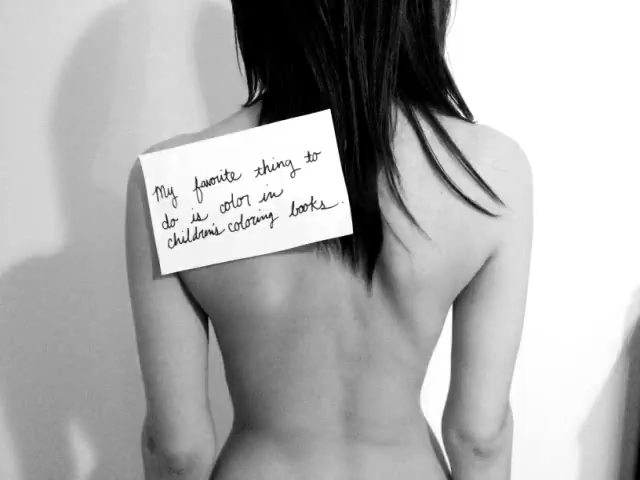 My favorite thing to
do is color in
children's coloring books.